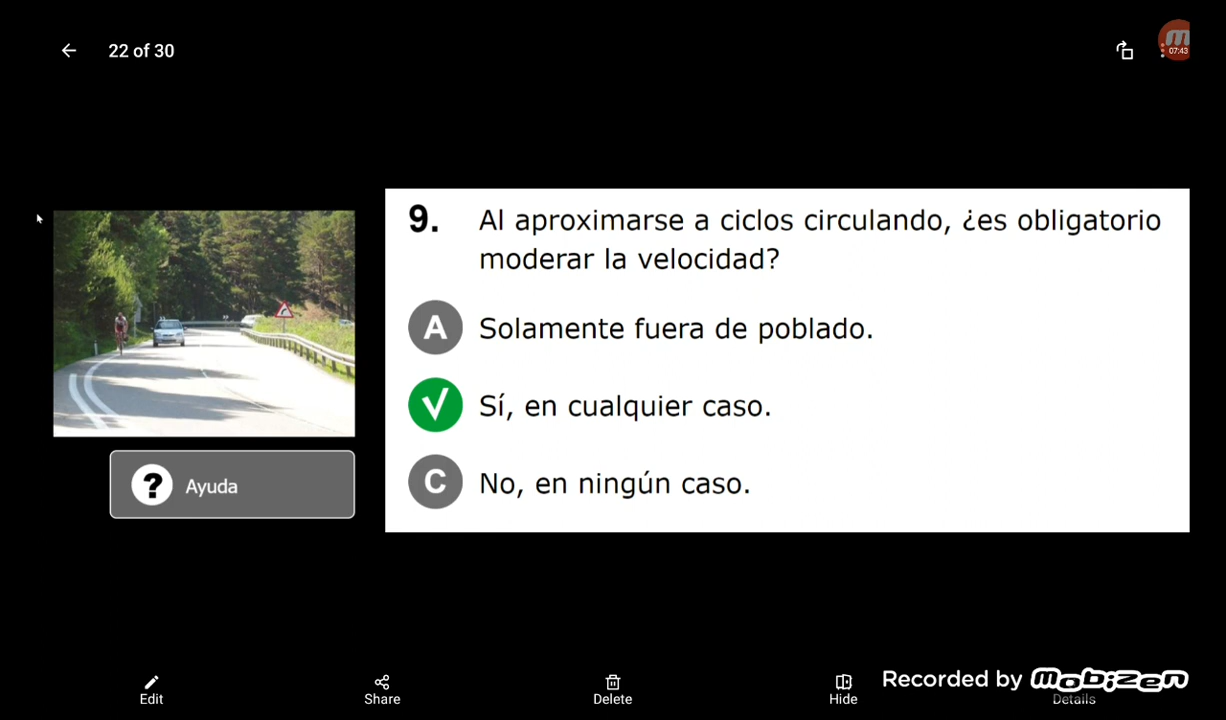 22 of 30
07:43
9. Al aproximarse a ciclos circulando, ¿es obligatorio
moderar la velocidad?
A Solamente fuera de poblado.
√ Sí, en cualquier caso.
C No, en ningún caso.
? Ayuda
Recorded by mobizen
Edit
Share
Delete
Hide
Details